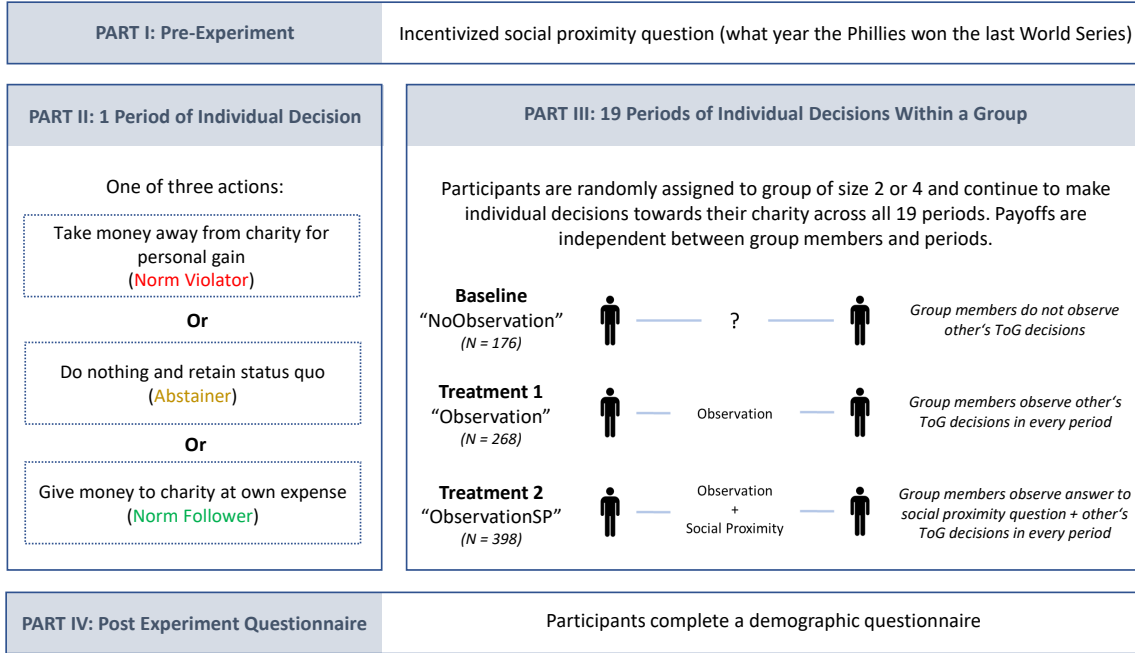 PART I: Pre-Experiment
Incentivized social proximity question (what year the Phillies won the last World Series)
PART II: 1 Period of Individual Decision
One of three actions:
Take money away from charity for
personal gain
(Norm Violator)
Or
Do nothing and retain status quo
(Abstainer)
Or
Give money to charity at own expense
(Norm Follower)
PART III: 19 Periods of Individual Decisions Within a Group
Participants are randomly assigned to group of size 2 or 4 and continue to make
individual decisions towards their charity across all 19 periods. Payoffs are
independent between group members and periods.
Baseline
“NoObservation”
(N = 176)
?
Group members do not observe
other‘s ToG decisions
Treatment 1
“Observation”
(N = 268)
Observation
Group members observe other‘s
ToG decisions in every period
Treatment 2
“ObservationSP”
(N = 398)
Observation
+
Social Proximity
Group members observe answer to
social proximity question + other‘s
ToG decisions in every period
PART IV: Post Experiment Questionnaire
Participants complete a demographic questionnaire